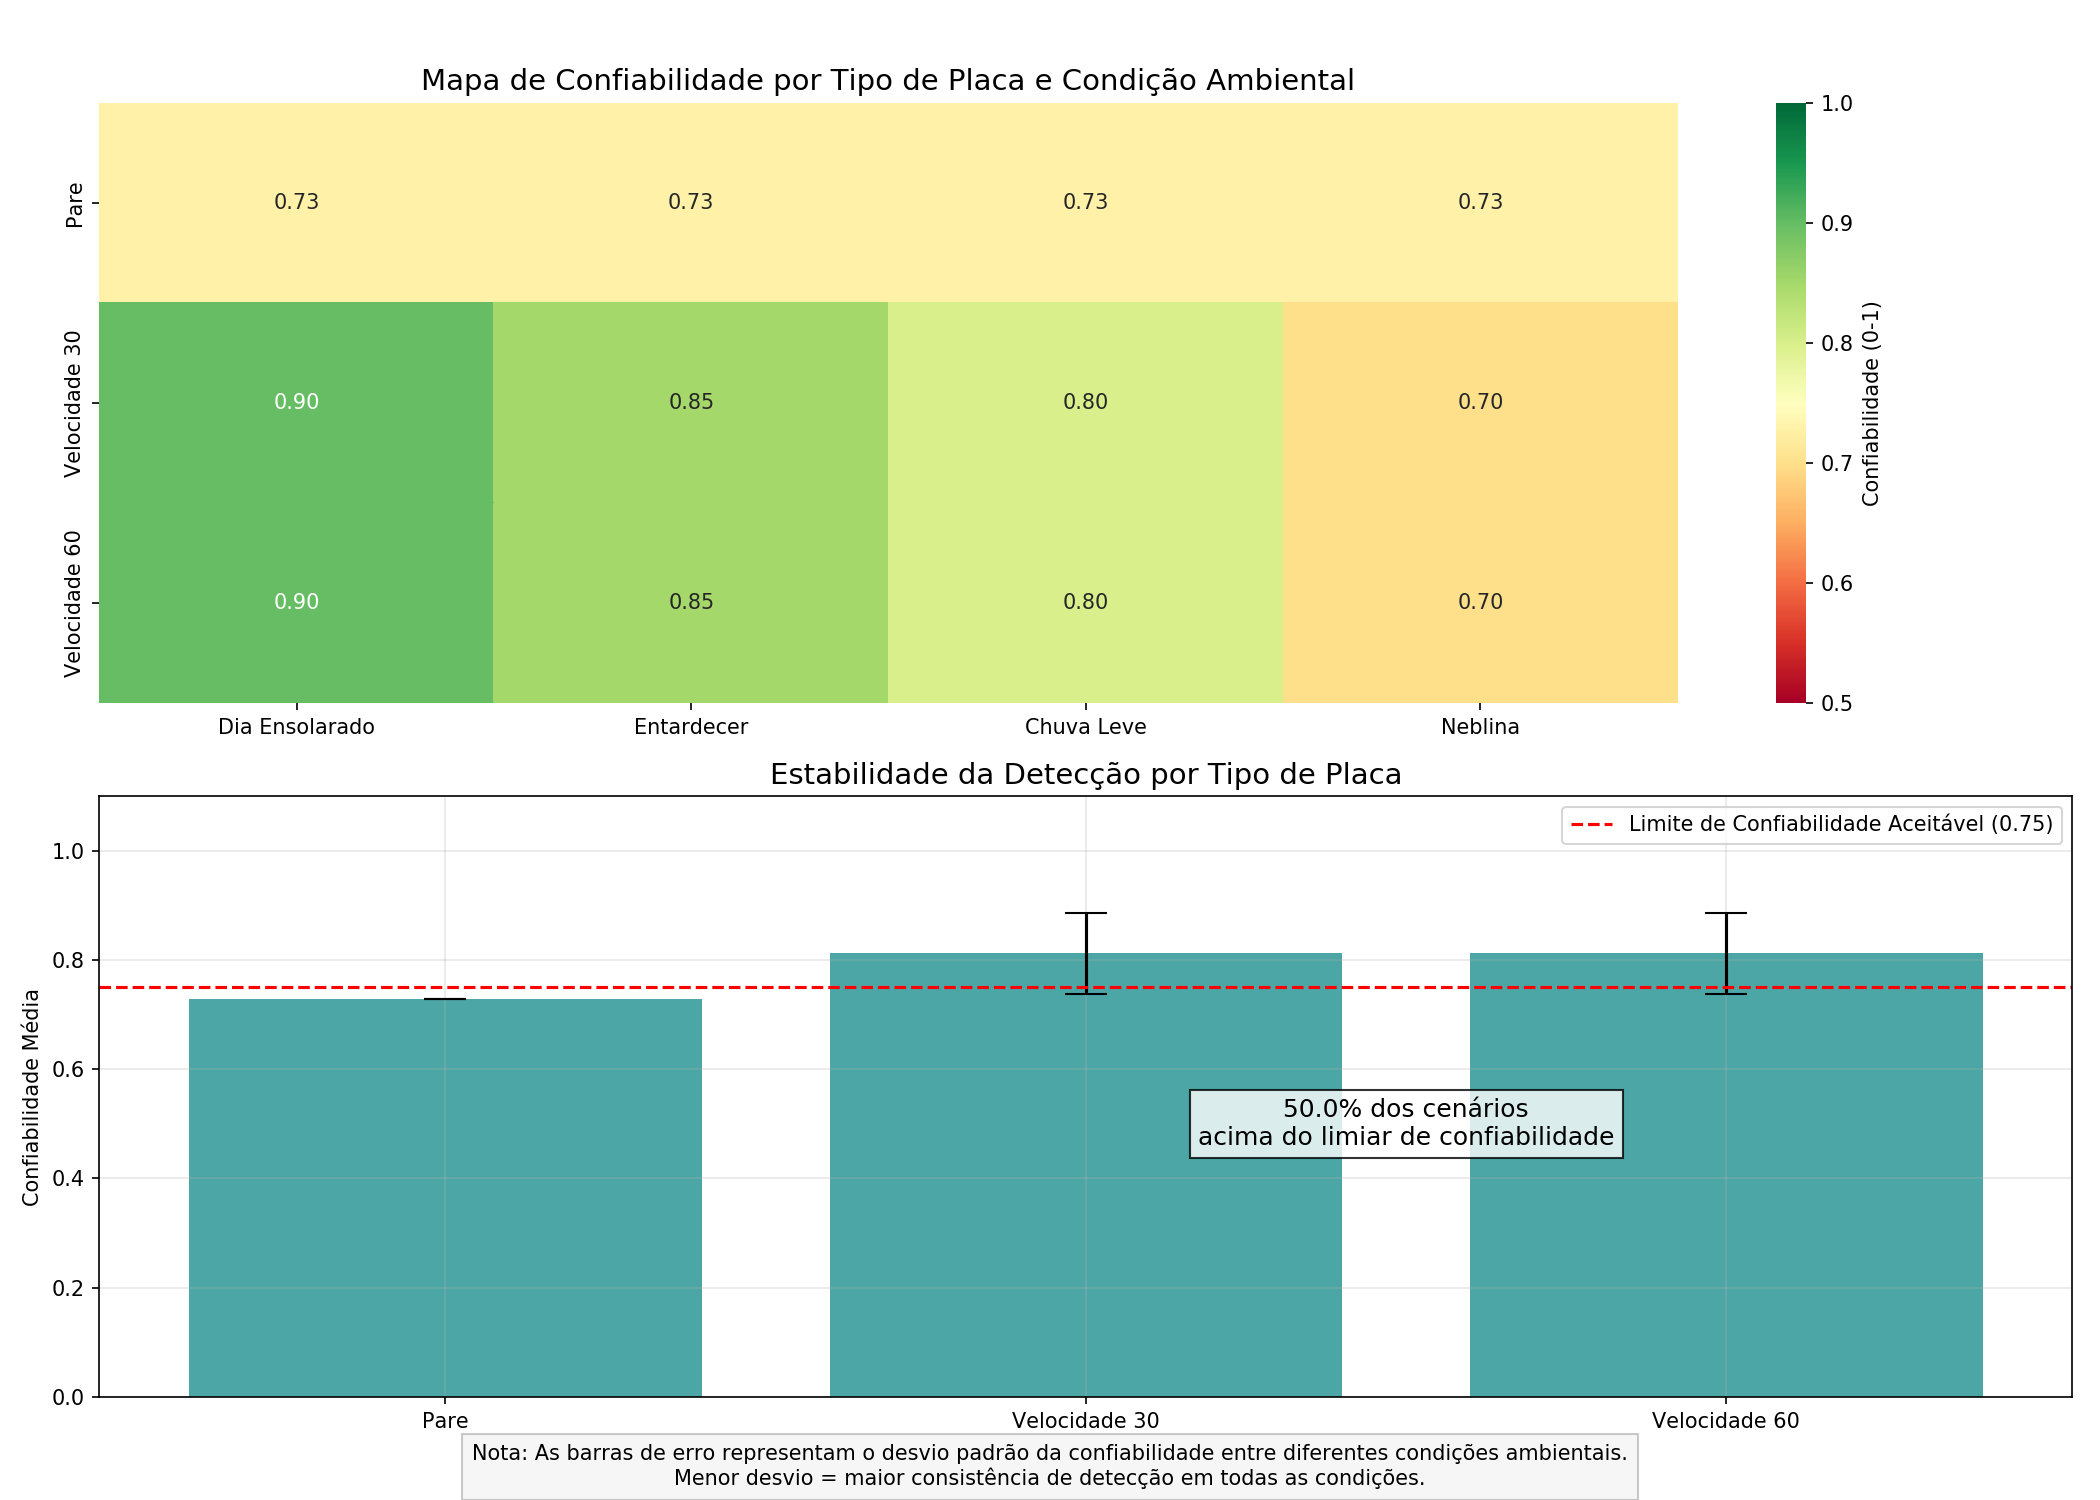 Mapa de Confiabilidade por Tipo de Placa e Condição Ambiental
Pare
0.73 0.73 0.73 0.73
Velocidade 30
0.90 0.85 0.80 0.70
Velocidade 60
0.90 0.85 0.80 0.70
Dia Ensolarado Entardecer Chuva Leve Neblina
1.0
0.9
0.8
0.7
0.6
0.5
Confiabilidade (0-1)
Estabilidade da Detecção por Tipo de Placa
Limite de Confiabilidade Aceitável (0.75)
Confiabilidade Média
1.0
0.8
0.6
0.4
0.2
0.0
50.0% dos cenários
acima do limiar de confiabilidade
Pare Velocidade 30 Velocidade 60
Nota: As barras de erro representam o desvio padrão da confiabilidade entre diferentes condições ambientais.
Menor desvio = maior consistência de detecção em todas as condições.